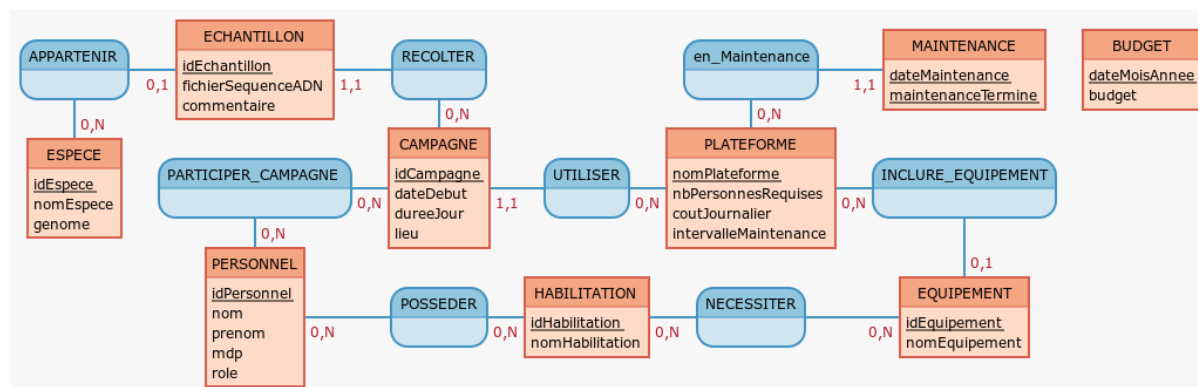 APPARTENIR
0,1
0,N
ECHANTILLON
idEchantillon
fichierSequenceADN
commentaire
1,1
RECOLTER
0,N
en_Maintenance
1,1
0,N
MAINTENANCE
dateMaintenance
maintenanceTermine
BUDGET
dateMoisAnnee
budget
ESPECE
idEspece
nomEspece
genome
PARTICIPER_CAMPAGNE
0,N
0,N
CAMPAGNE
idCampagne
dateDebut
dureeJour
lieu
1,1
UTILISER
0,N
PLATEFORME
nomPlateforme
nbPersonnesRequises
coutJournalier
intervalleMaintenance
0,N
INCLURE_EQUIPEMENT
0,1
PERSONNEL
idPersonnel
nom
prenom
mdp
role
0,N
POSSEDER
0,N
HABILITATION
idHabilitation
nomHabilitation
0,N
NECESSITER
0,N
EQUIPEMENT
idEquipement
nomEquipement